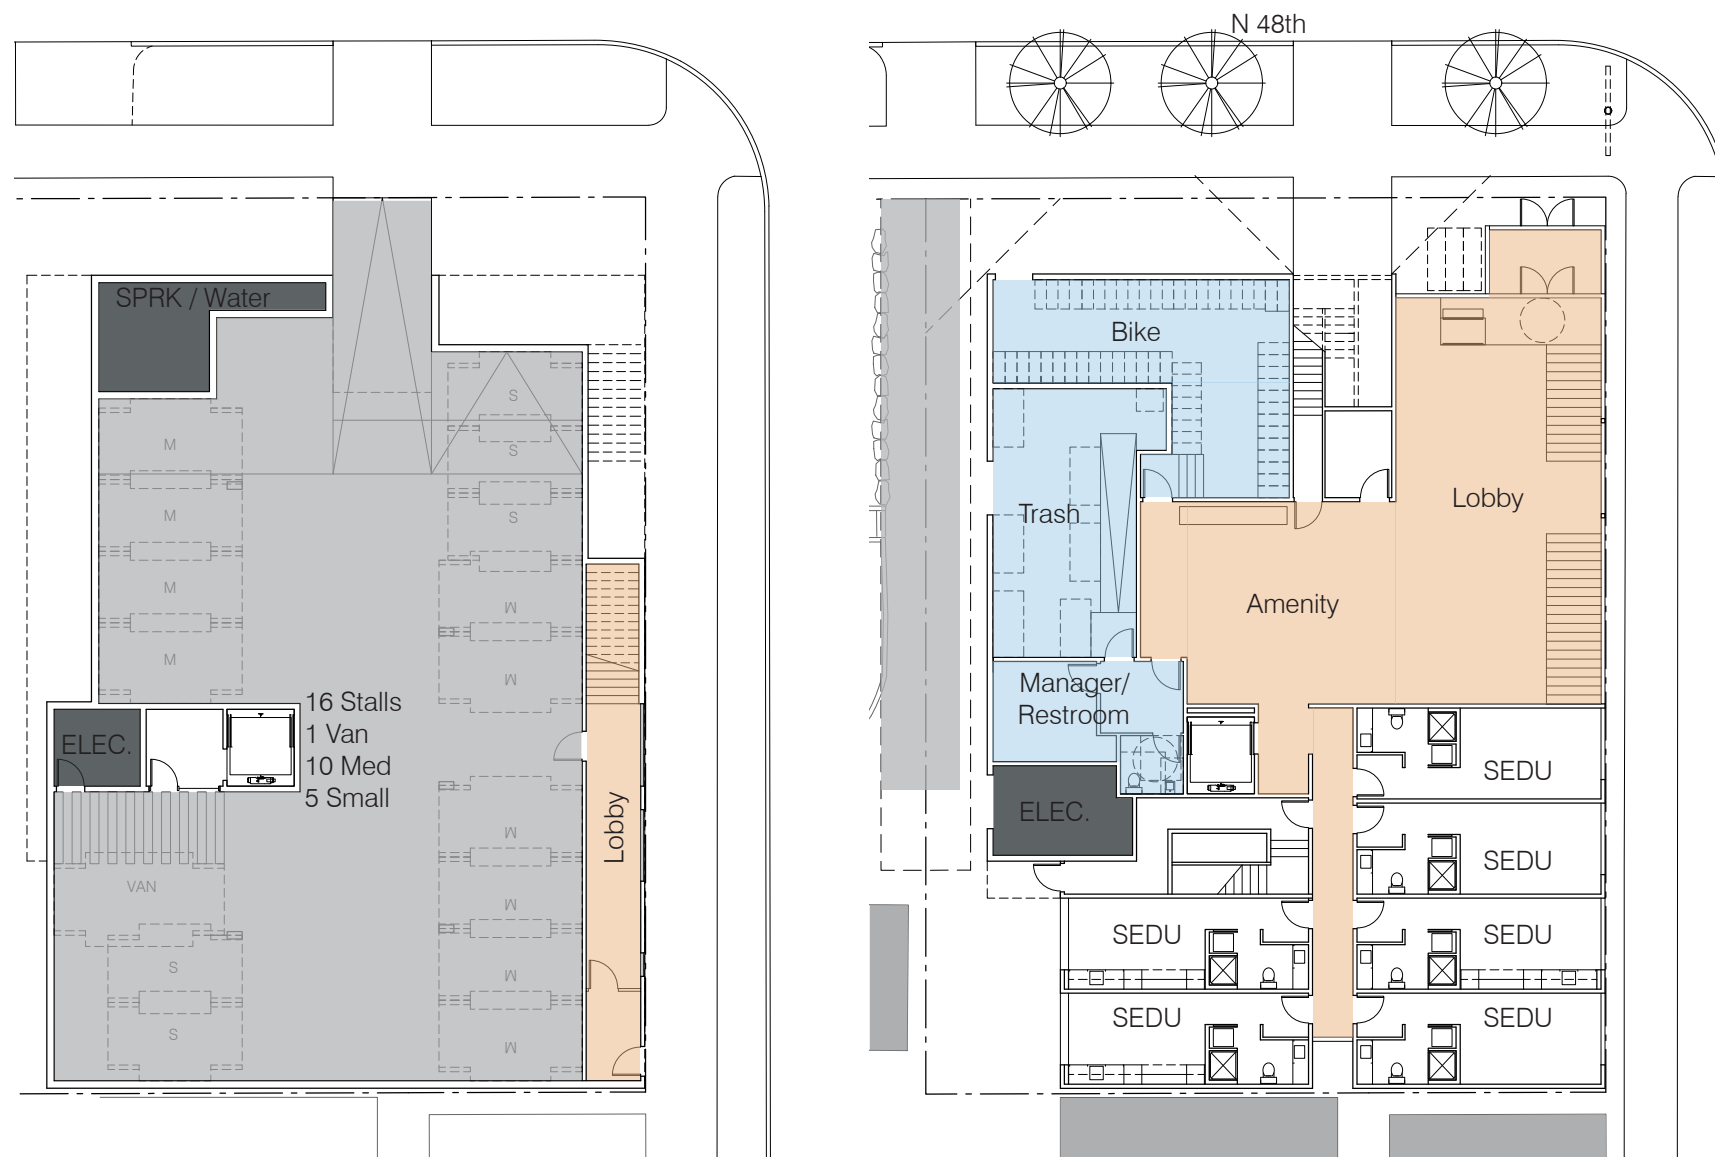 N 48th
SPRK / Water
S
M
S
M
S
M
M
M
M
16 Stalls
1 Van
10 Med
5 Small
ELEC.
Lobby
M
VAN
M
S
M
S
M
Bike
Lobby
Trash
Amenity
Manager/
Restroom
SEDU
ELEC.
SEDU
SEDU
SEDU
SEDU
SEDU